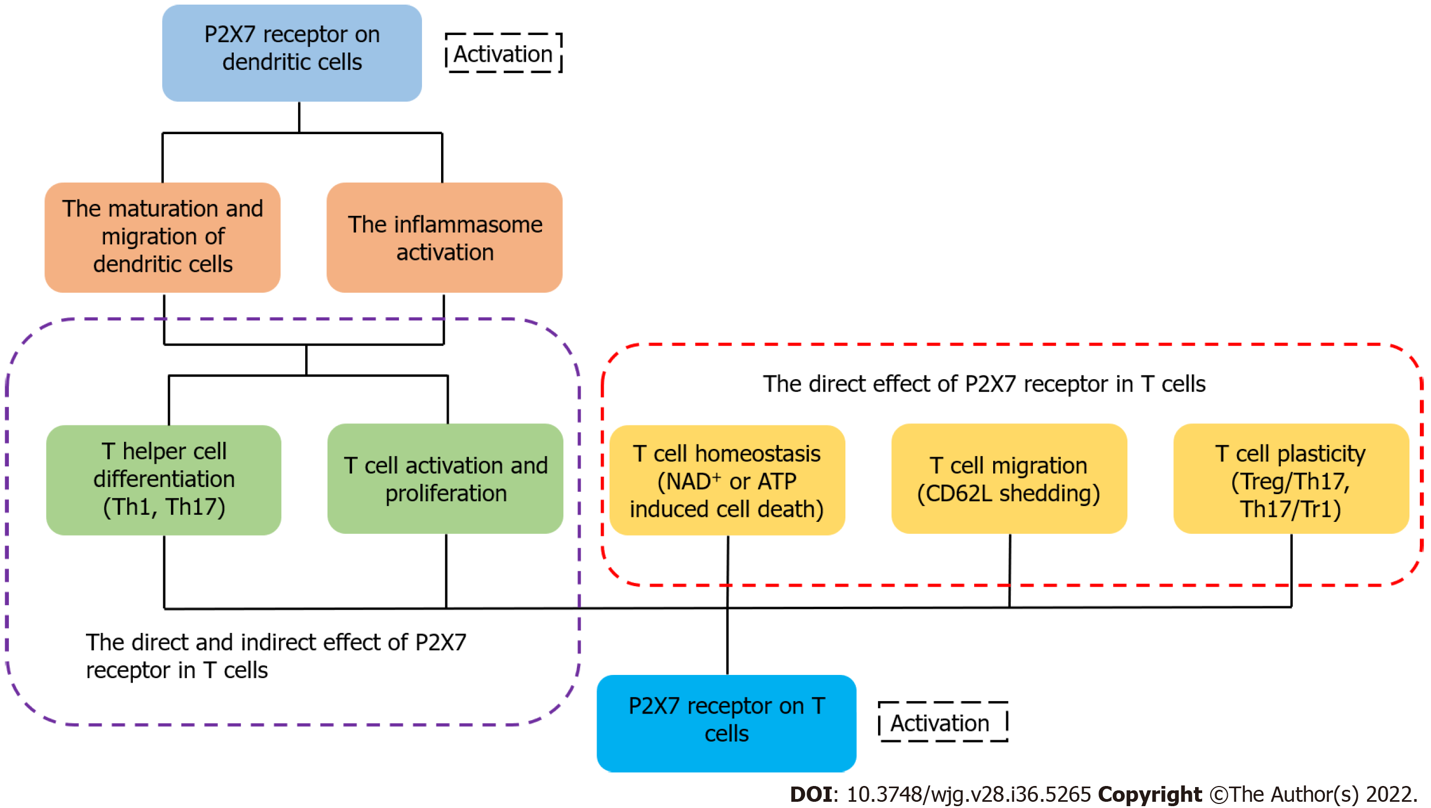 P2X7 receptor on
dendritic cells
Activation
The maturation and
migration of
dendritic cells
The inflammasome
activation
The direct effect of P2X7 receptor in T cells
T helper cell
differentiation
(Th1, Th17)
T cell activation and
proliferation
T cell homeostasis
(NAD⁺ or ATP
induced cell death)
T cell migration
(CD62L shedding)
T cell plasticity
(Treg/Th17,
Th17/Tr1)
The direct and indirect effect of P2X7
receptor in T cells
P2X7 receptor on T
cells
Activation
DOI: 10.3748/wjg.v28.i36.5265 Copyright ©The Author(s) 2022.